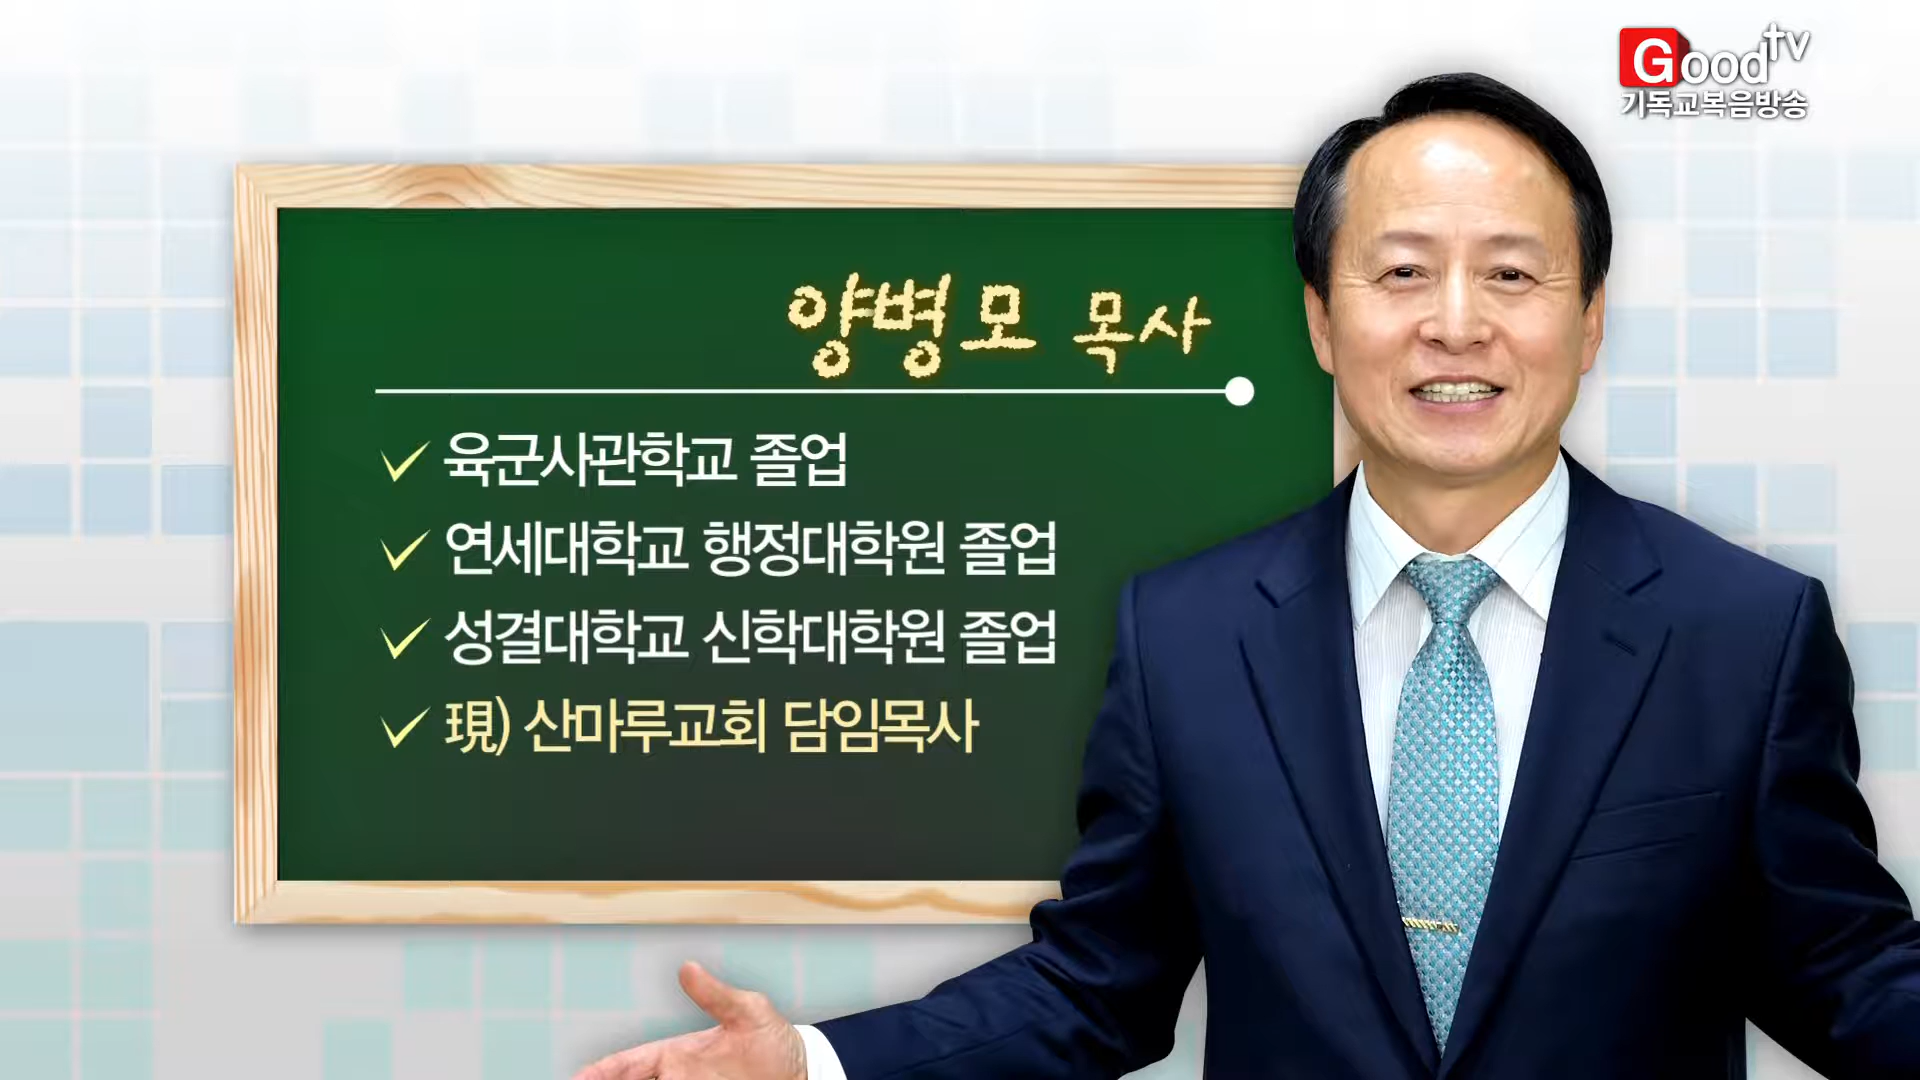 Good tv
기독교복음방송
양병모 목사
육군사관학교 졸업
연세대학교 행정대학원 졸업
성결대학교 신학대학원 졸업
現) 산마루교회 담임목사